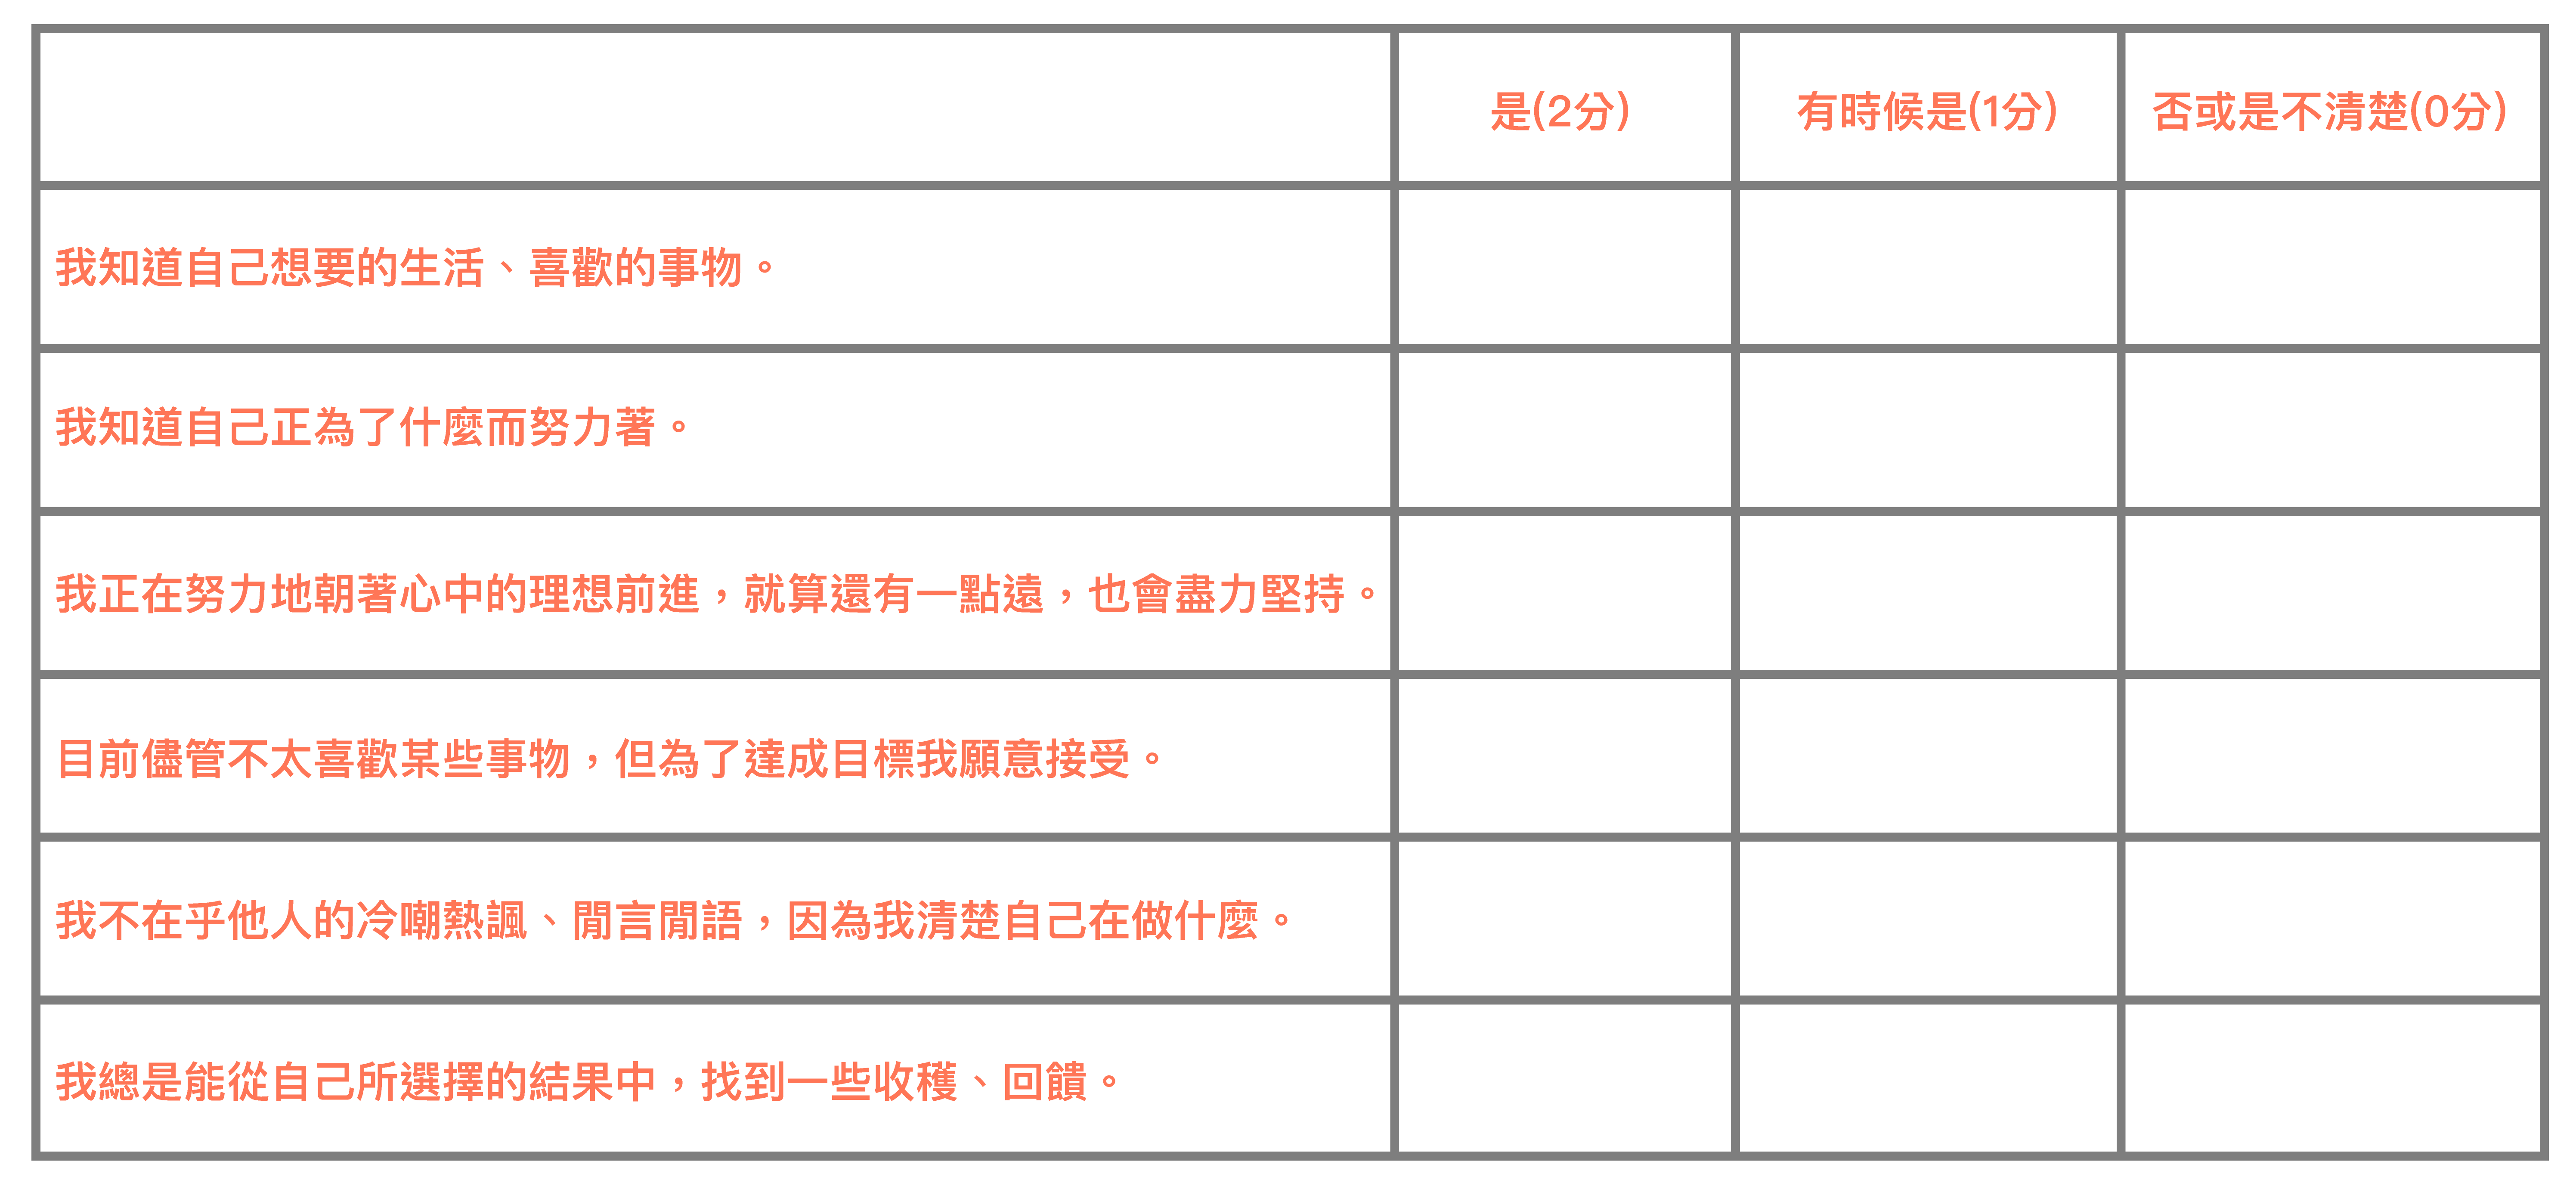 是(2分) 有時候是(1分) 否或是不清楚(0分)
我知道自己想要的生活、喜歡的事物。
我知道自己正為了什麼而努力著。
我正在努力地朝著心中的理想前進，就算還有一點遠，也會盡力堅持。
目前儘管不太喜歡某些事物，但為了達成目標我願意接受。
我不在乎他人的冷嘲熱諷、閒言閒語，因為我清楚自己在做什麼。
我總是能從自己所選擇的結果中，找到一些收穫、回饋。